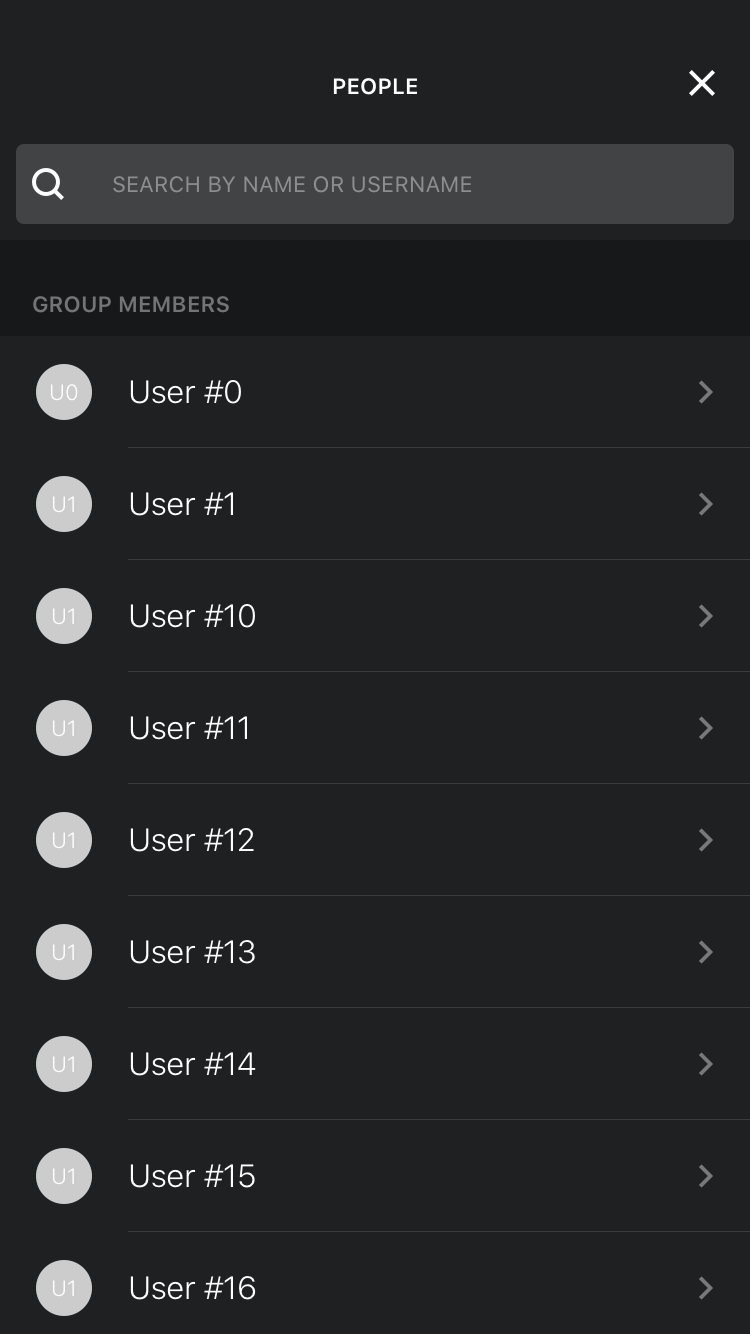 PEOPLE
SEARCH BY NAME OR USERNAME
GROUP MEMBERS
U0 User #0
U1 User #1
U1 User #10
U1 User #11
U1 User #12
U1 User #13
U1 User #14
U1 User #15
U1 User #16